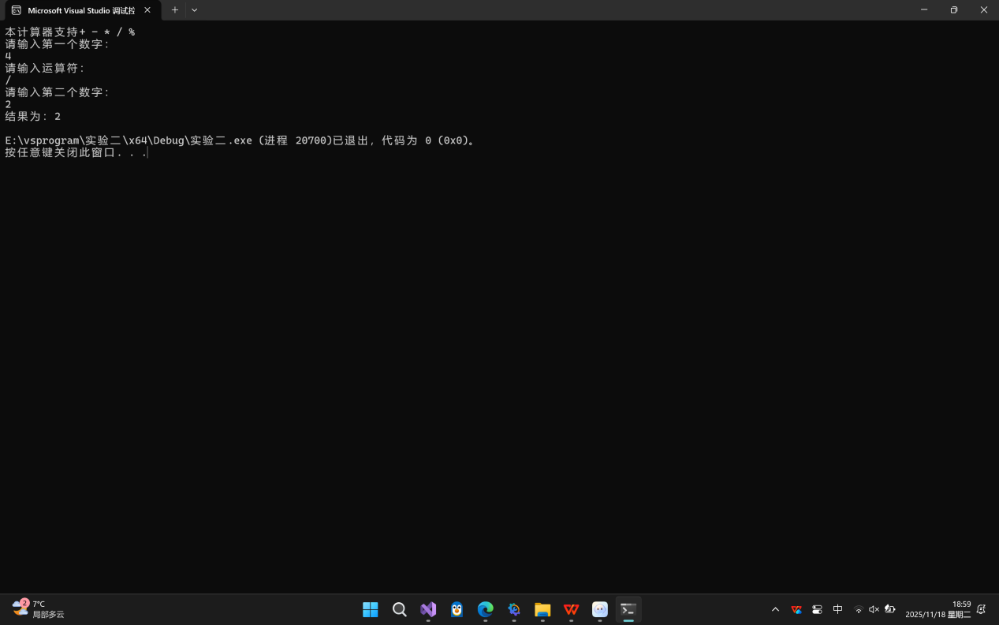 Microsoft Visual Studio 调试控
本计算器支持+ - * / %
请输入第一个数字：
4
请输入运算符：
/
请输入第二个数字：
2
结果为：2
E:\vsprogram\实验二\x64\Debug\实验二.exe (进程 20700)已退出，代码为 0 (0x0)。
按任意键关闭此窗口. . .
2
7°C
局部多云
中
18:59
2025/11/18 星期二